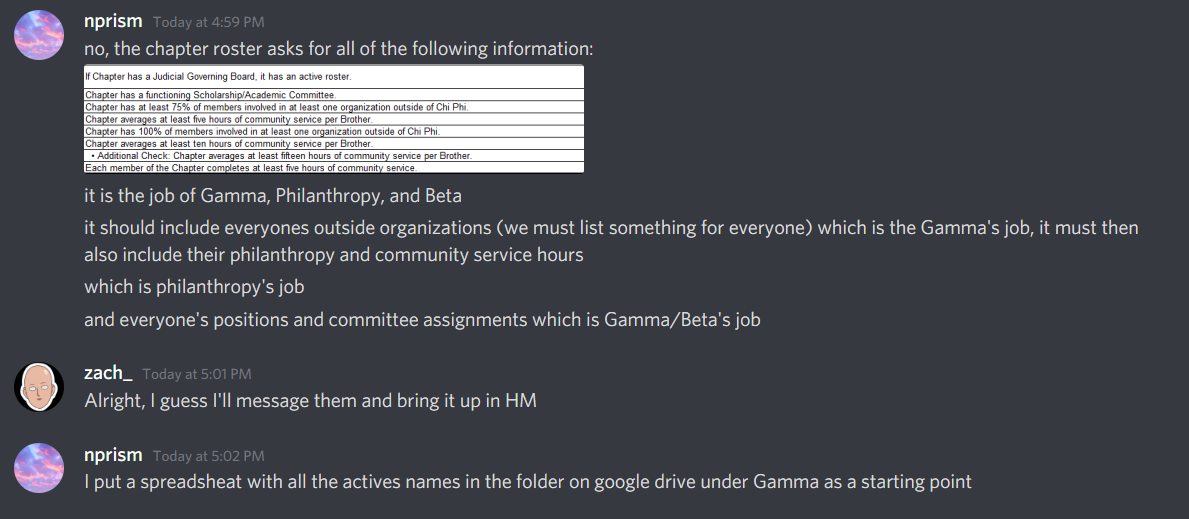 nprism Today at 4:59 PM
no, the chapter roster asks for all of the following information:
If Chapter has a Judicial Governing Board, it has an active roster.
Chapter has a functioning Scholarship/Academic Committee.
Chapter has at least 75% of members involved in at least one organization outside of Chi Phi.
Chapter averages at least five hours of community service per Brother.
Chapter has 100% of members involved in at least one organization outside of Chi Phi.
Chapter averages at least ten hours of community service per Brother.
• Additional Check: Chapter averages at least fifteen hours of community service per Brother.
Each member of the Chapter completes at least five hours of community service.
it is the job of Gamma, Philanthropy, and Beta
it should include everyones outside organizations (we must list something for everyone) which is the Gamma's job, it must then
also include their philanthropy and community service hours
which is philanthropy's job
and everyone's positions and committee assignments which is Gamma/Beta's job
zach_ Today at 5:01 PM
Alright, I guess I'll message them and bring it up in HM
nprism Today at 5:02 PM
I put a spreadsheat with all the actives names in the folder on google drive under Gamma as a starting point